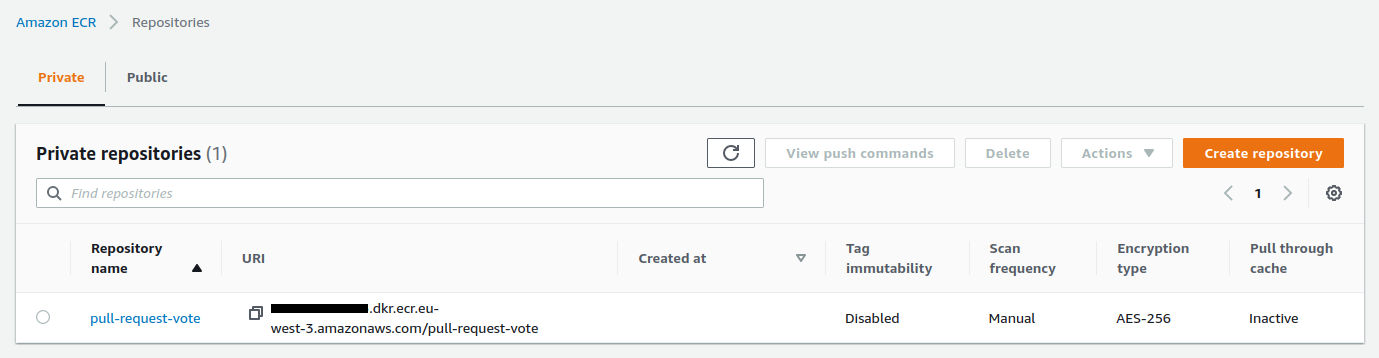 Amazon ECR Repositories
Private Public
Private repositories (1)
View push commands Delete Actions Create repository
Find repositories
1
Repository name URI Created at Tag immutability Scan frequency Encryption type Pull through cache
pull-request-vote
.dkr.ecr.eu-
west-3.amazonaws.com/pull-request-vote
Disabled Manual AES-256 Inactive